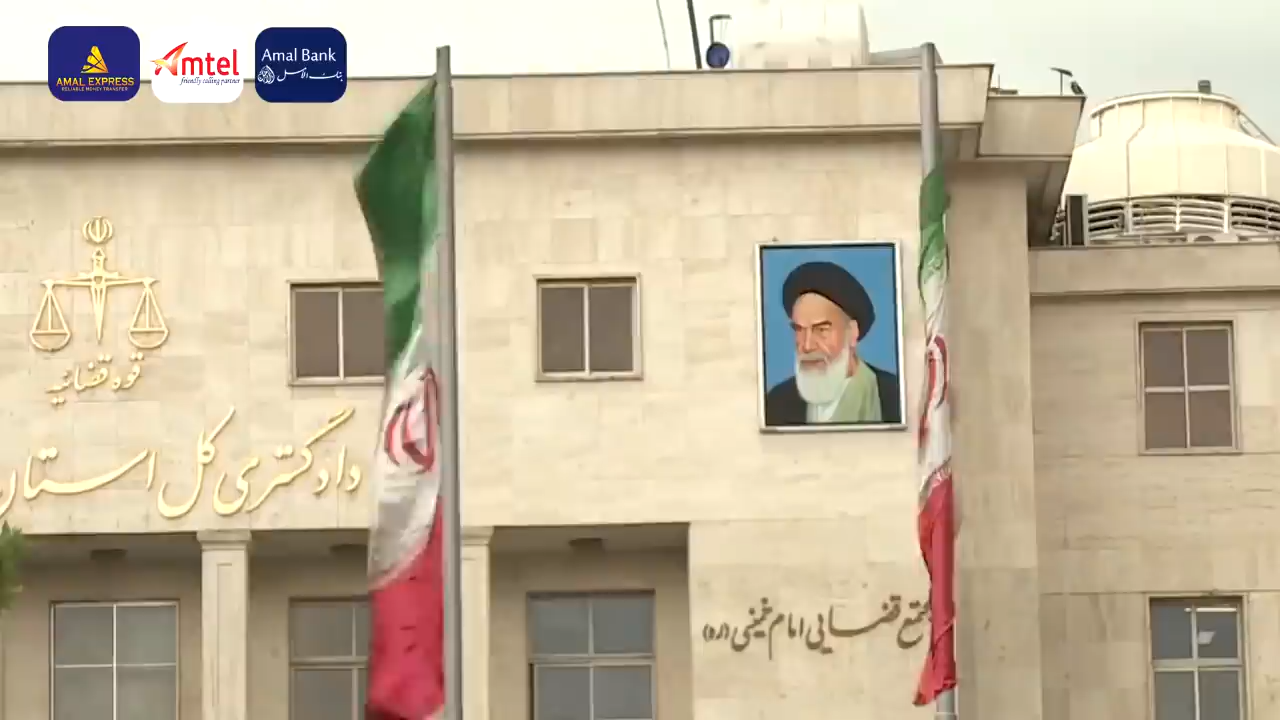 AMAL EXPRESS
RELIABLE MONEY TRANSFER
Amtel
friendly calling partner
Amal Bank
بنك الأمل
قوه قضائیه
دادگستری کل استان
مجتمع قضایی امام خمینی (ره)